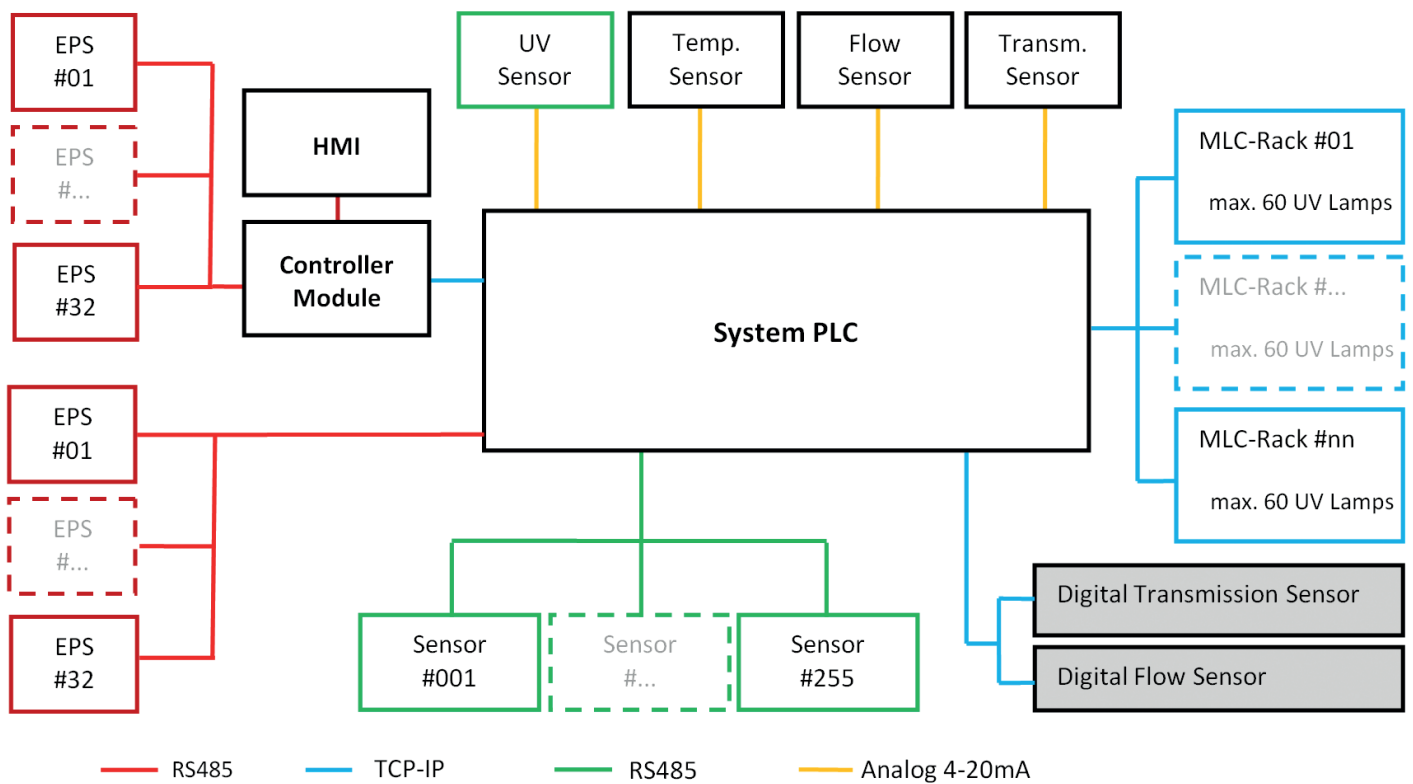 EPS
#01
EPS
#...
EPS
#32
HMI
Controller
Module
UV
Sensor
Temp.
Sensor
Flow
Sensor
Transm.
Sensor
System PLC
MLC-Rack #01
max. 60 UV Lamps
MLC-Rack #...
max. 60 UV Lamps
MLC-Rack #nn
max. 60 UV Lamps
EPS
#01
EPS
#...
EPS
#32
Sensor
#001
Sensor
#...
Sensor
#255
Digital Transmission Sensor
Digital Flow Sensor
RS485
TCP-IP
RS485
Analog 4-20mA